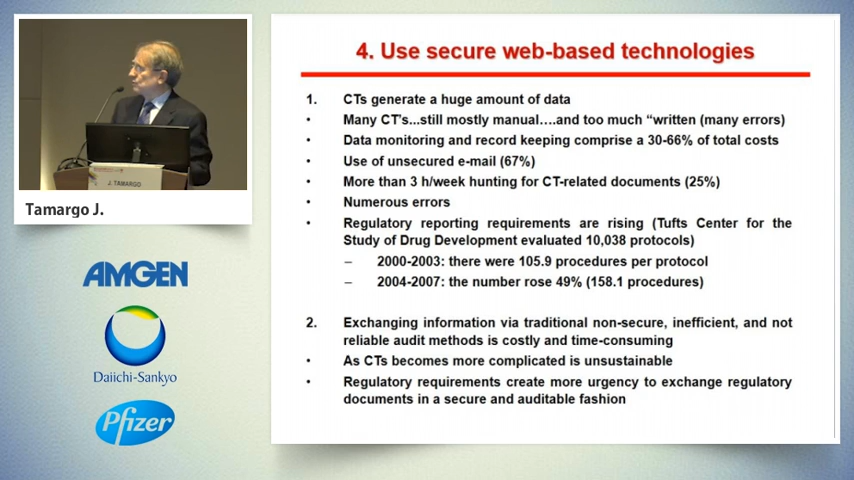 4. Use secure web-based technologies
1. CTs generate a huge amount of data
• Many CT's...still mostly manual....and too much “written (many errors)
• Data monitoring and record keeping comprise a 30-66% of total costs
• Use of unsecured e-mail (67%)
• More than 3 h/week hunting for CT-related documents (25%)
• Numerous errors
• Regulatory reporting requirements are rising (Tufts Center for the
Study of Drug Development evaluated 10,038 protocols)
– 2000-2003: there were 105.9 procedures per protocol
– 2004-2007: the number rose 49% (158.1 procedures)
2. Exchanging information via traditional non-secure, inefficient, and not
reliable audit methods is costly and time-consuming
• As CTs becomes more complicated is unsustainable
• Regulatory requirements create more urgency to exchange regulatory
documents in a secure and auditable fashion
J. TAMARGO
Tamargo J.
AMGEN
Daiichi-Sankyo
Pfizer